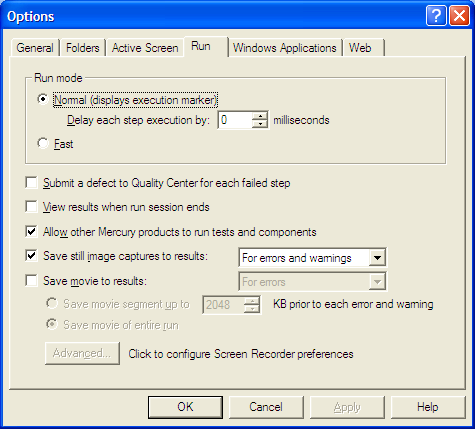 Options
General Folders Active Screen Run Windows Applications Web
Run mode
Normal (displays execution marker)
Delay each step execution by: 0 milliseconds
Fast
Submit a defect to Quality Center for each failed step
View results when run session ends
Allow other Mercury products to run tests and components
Save still image captures to results: For errors and warnings
Save movie to results: For errors
Save movie segment up to 2048 KB prior to each error and warning
Save movie of entire run
Advanced... Click to configure Screen Recorder preferences
OK Cancel Apply Help